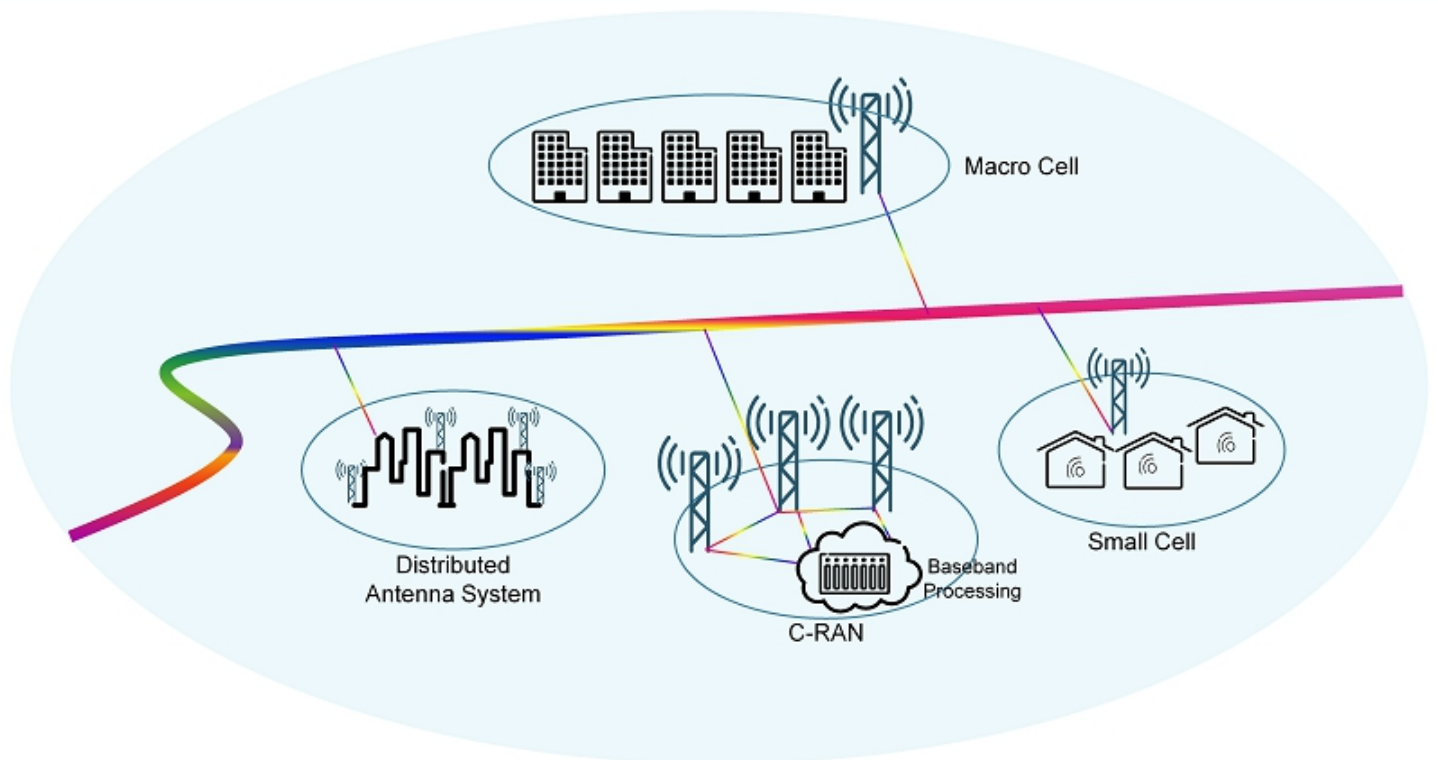 Macro Cell
Distributed
Antenna System
Baseband
Processing
C-RAN
Small Cell